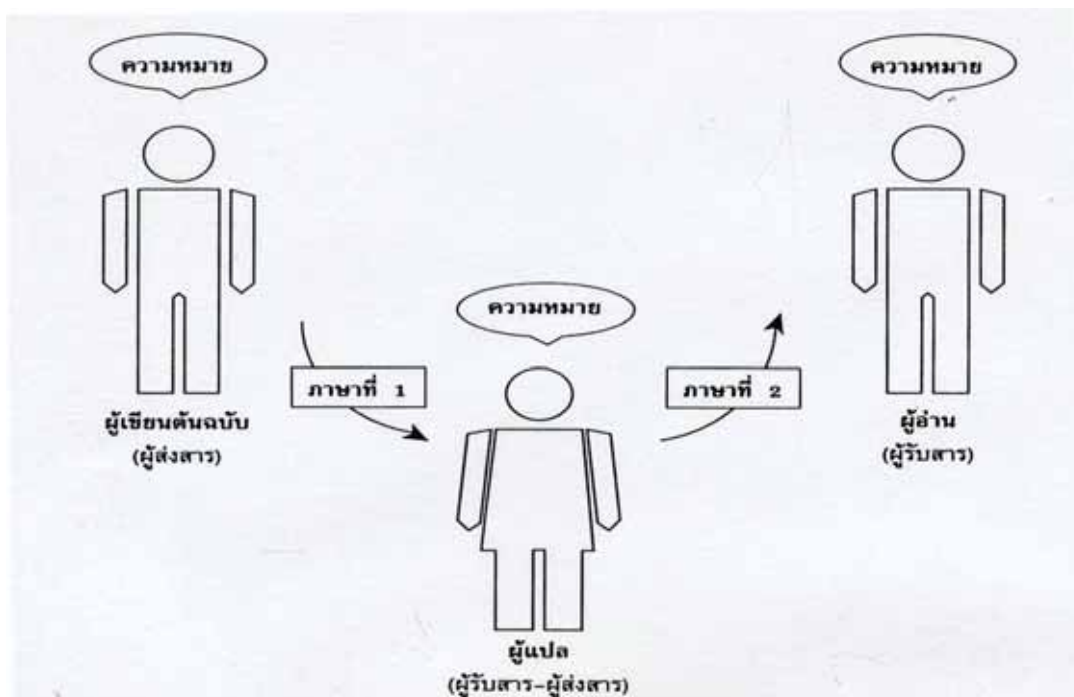 ความหมาย
ความหมาย
ความหมาย
ภาษาที่ 1
ภาษาที่ 2
ผู้เขียนต้นฉบับ
(ผู้ส่งสาร)
ผู้อ่าน
(ผู้รับสาร)
ผู้แปล
(ผู้รับสาร-ผู้ส่งสาร)